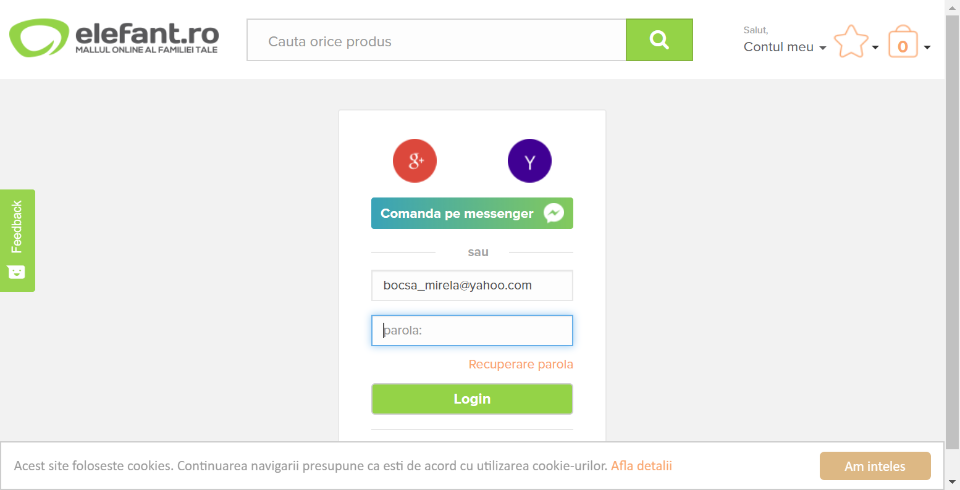 elefant.ro
MALLUL ONLINE AL FAMILIEI TALE
Cauta orice produs
Salut,
Contul meu
0
g+
Y
Comanda pe messenger
Feedback
sau
bocsa_mirela@yahoo.com
parola:
Recuperare parola
Login
Acest site foloseste cookies. Continuarea navigarii presupune ca esti de acord cu utilizarea cookie-urilor. Afla detalii
Am inteles